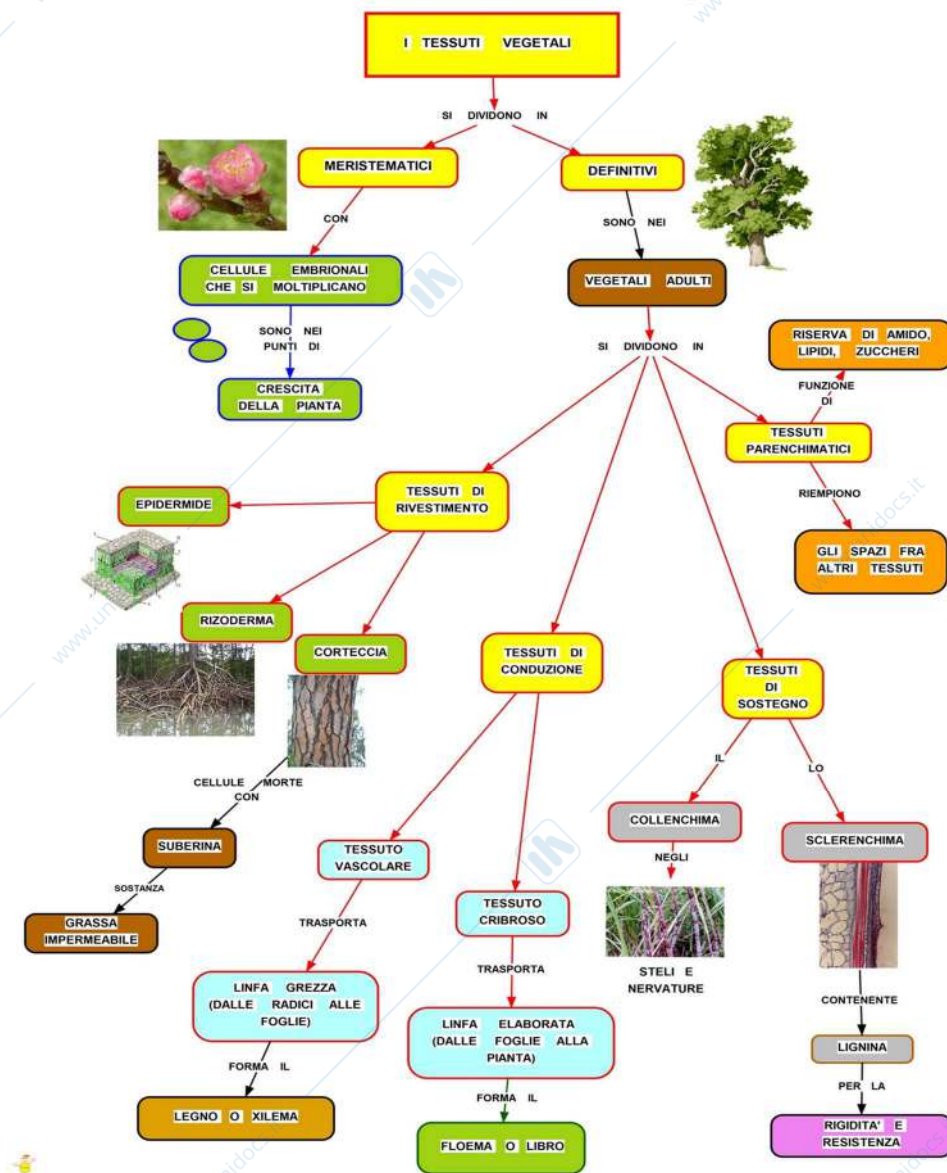 I TESSUTI VEGETALI
SI DIVIDONO IN
MERISTEMATICI
DEFINITIVI
CON
SONO NEI
CELLULE EMBRIONALI
CHE SI MOLTIPLICANO
VEGETALI ADULTI
SONO NEI
PUNTI DI
SI DIVIDONO IN
RISERVA DI AMIDO,
LIPIDI, ZUCCHERI
CRESCITA
DELLA PIANTA
FUNZIONE
DI
TESSUTI
PARENCHIMATICI
TESSUTI DI
RIVESTIMENTO
EPIDERMIDE
RIEMPIONO
GLI SPAZI FRA
ALTRI TESSUTI
RIZODERMA
CORTECCIA
TESSUTI DI
CONDUZIONE
TESSUTI
DI
SOSTEGNO
CELLULE MORTE
CON
IL
LO
SUBERINA
TESSUTO
VASCOLARE
COLLENCHIMA
SCLERENCHIMA
SOSTANZA
NEGLI
GRASSA
IMPERMEABILE
TRASPORTA
TESSUTO
CRIBROSO
TRASPORTA
STELI E
NERVATURE
LINFA GREZZA
(DALLE RADICI ALLE
FOGLIE)
LINFA ELABORATA
(DALLE FOGLIE ALLA
PIANTA)
CONTENENTE
LIGNINA
FORMA IL
FORMA IL
PER LA
LEGNO O XILEMA
FLOEMA O LIBRO
RIGIDITA' E
RESISTENZA